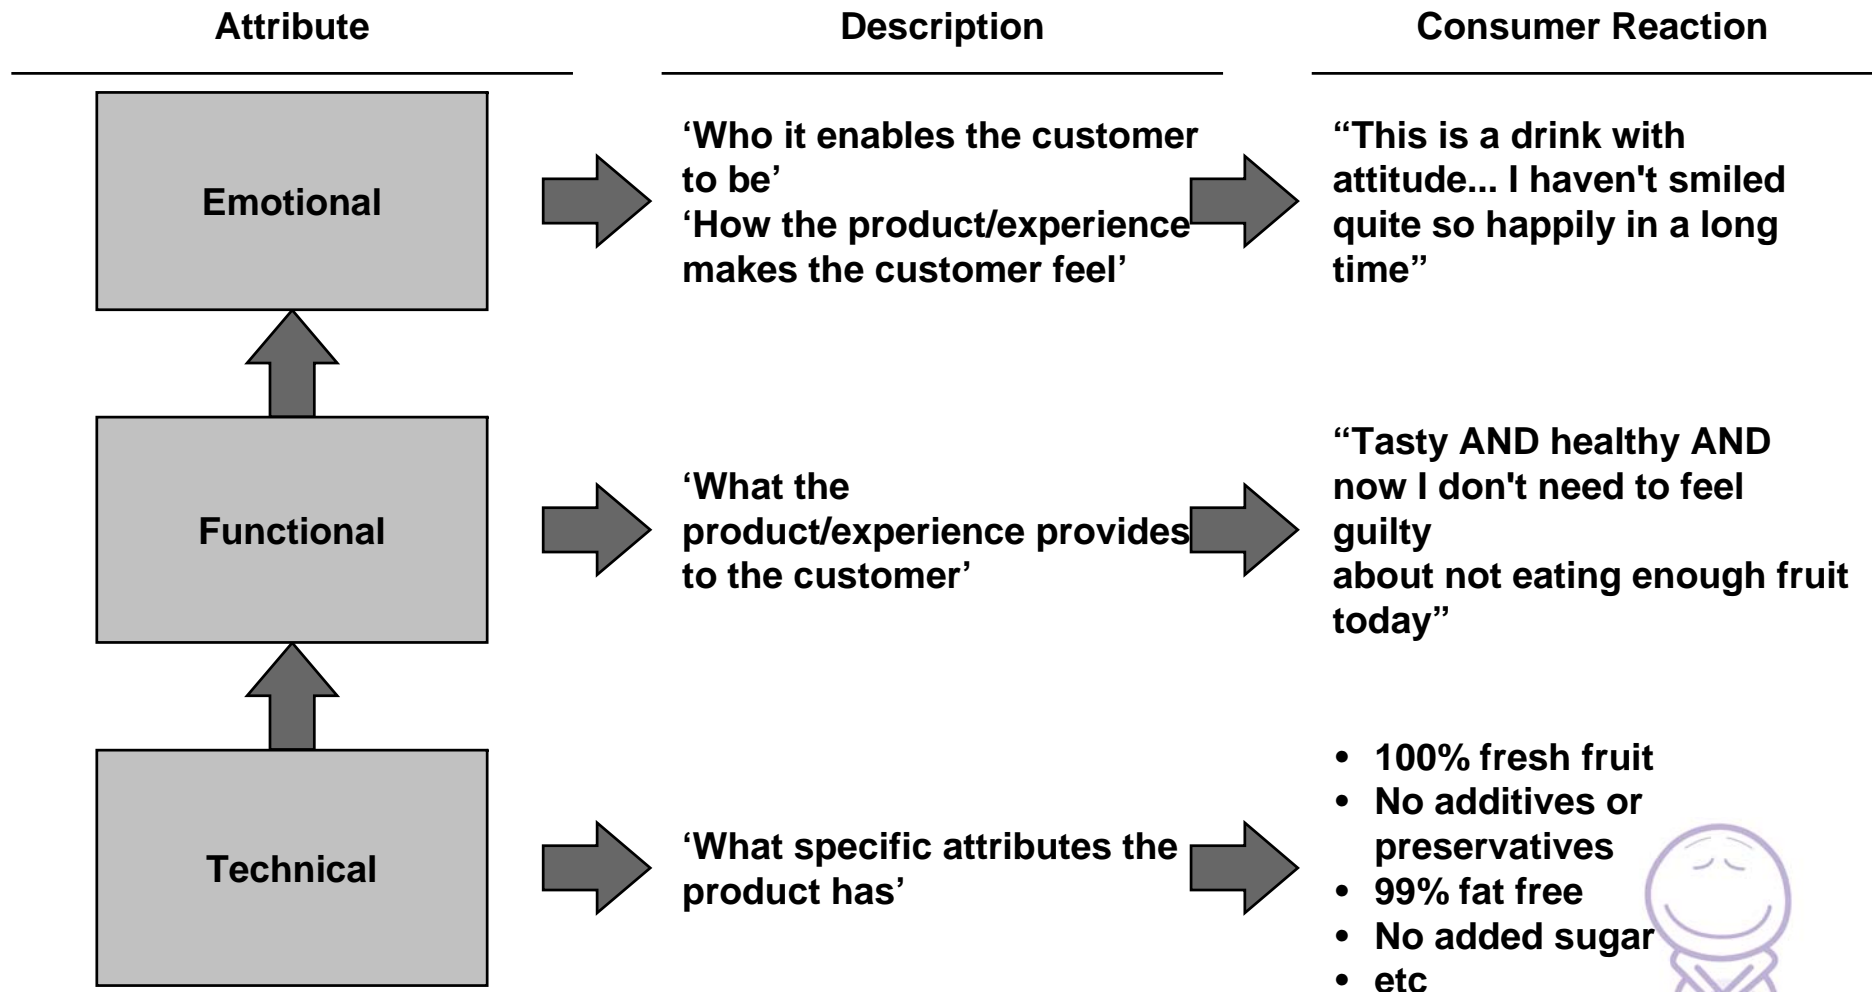 Attribute
Description
Consumer Reaction
Emotional
‘Who it enables the customer
to be’
‘How the product/experience
makes the customer feel’
“This is a drink with
attitude... I haven't smiled
quite so happily in a long
time”
Functional
‘What the
product/experience provides
to the customer’
“Tasty AND healthy AND
now I don't need to feel
guilty
about not eating enough fruit
today”
Technical
‘What specific attributes the
product has’
• 100% fresh fruit
• No additives or
preservatives
• 99% fat free
• No added sugar
• etc